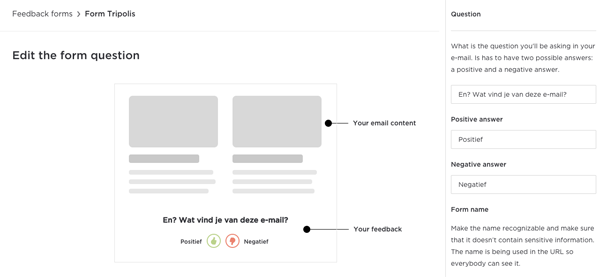 Feedback forms > Form Tripolis
Edit the form question
Your email content
En? Wat vind je van deze e-mail?
Positief
Negatief
Your feedback
Question
What is the question you'll be asking in your
e-mail. Is has to have two possible answers:
a positive and a negative answer.
En? Wat vind je van deze e-mail?
Positive answer
Positief
Negative answer
Negatief
Form name
Make the name recognizable and make sure
that it doesn't contain sensitive information.
The name is being used in the URL so
everybody can see it.